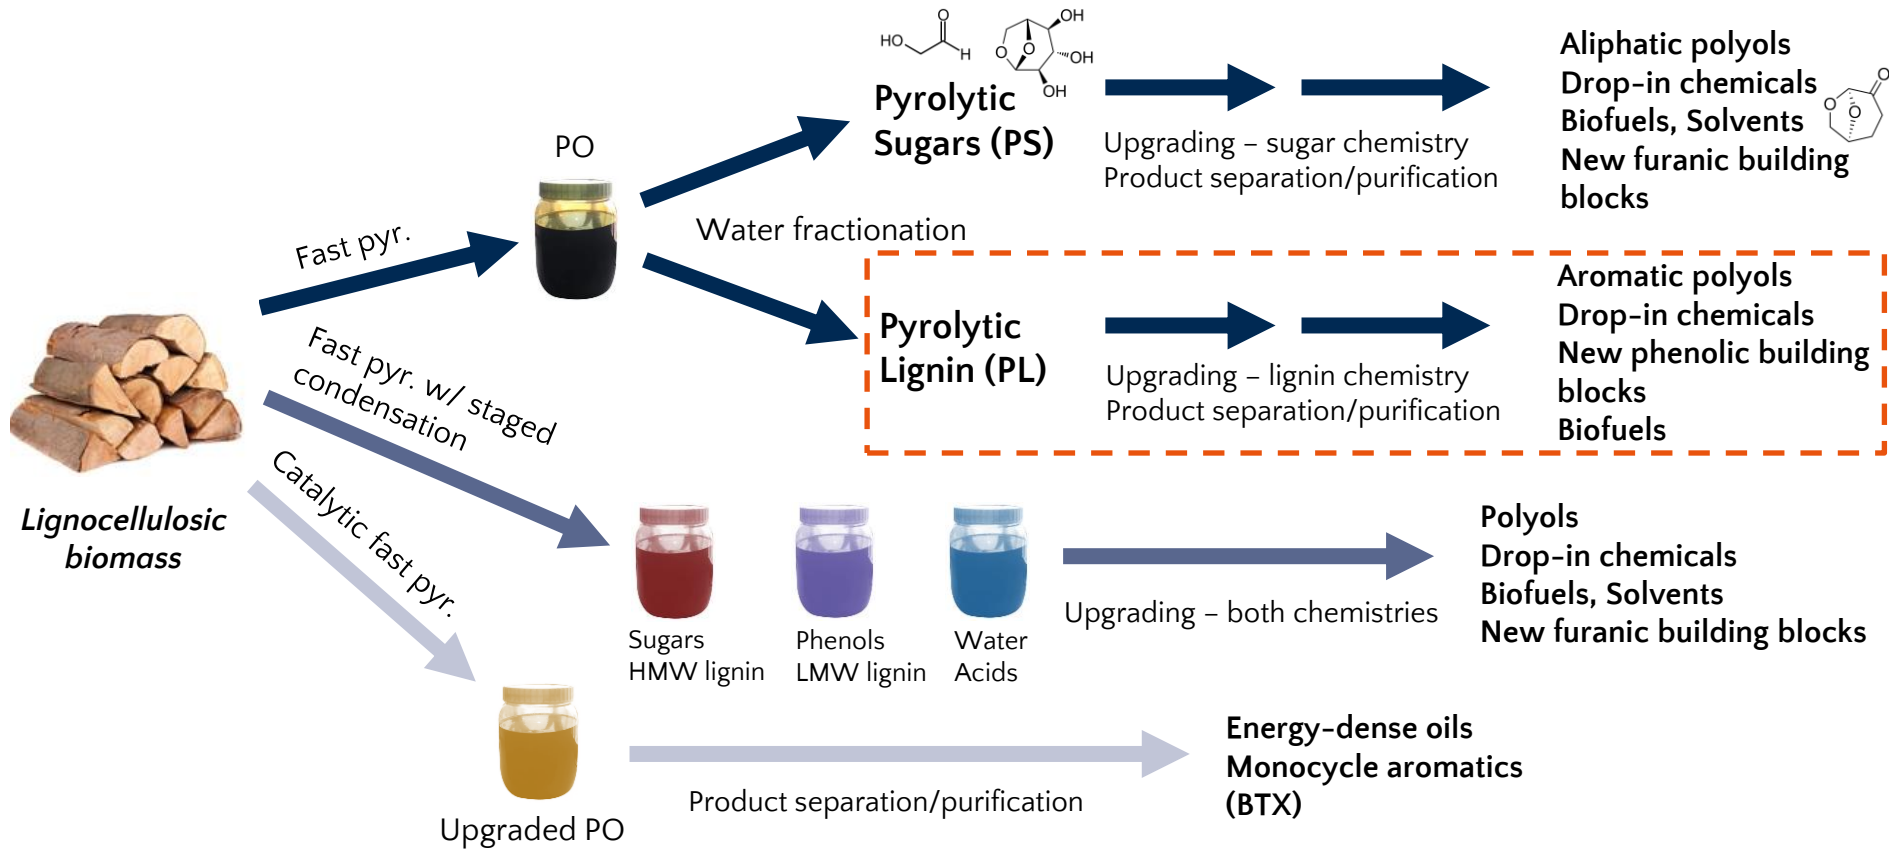 Lignocellulosic
biomass
Fast pyr.
PO
Water fractionation
HO
O
H
O
O
OH
OH
OH
Pyrolytic
Sugars (PS)
Upgrading – sugar chemistry
Product separation/purification
Aliphatic polyols
Drop-in chemicals
Biofuels, Solvents
New furanic building
blocks
O
O
O
Pyrolytic
Lignin (PL)
Upgrading – lignin chemistry
Product separation/purification
Aromatic polyols
Drop-in chemicals
New phenolic building
blocks
Biofuels
Fast pyr. w/ staged
condensation
Sugars
HMW lignin
Phenols
LMW lignin
Water
Acids
Upgrading – both chemistries
Polyols
Drop-in chemicals
Biofuels, Solvents
New furanic building blocks
Catalytic fast pyr.
Upgraded PO
Product separation/purification
Energy-dense oils
Monocycle aromatics
(BTX)